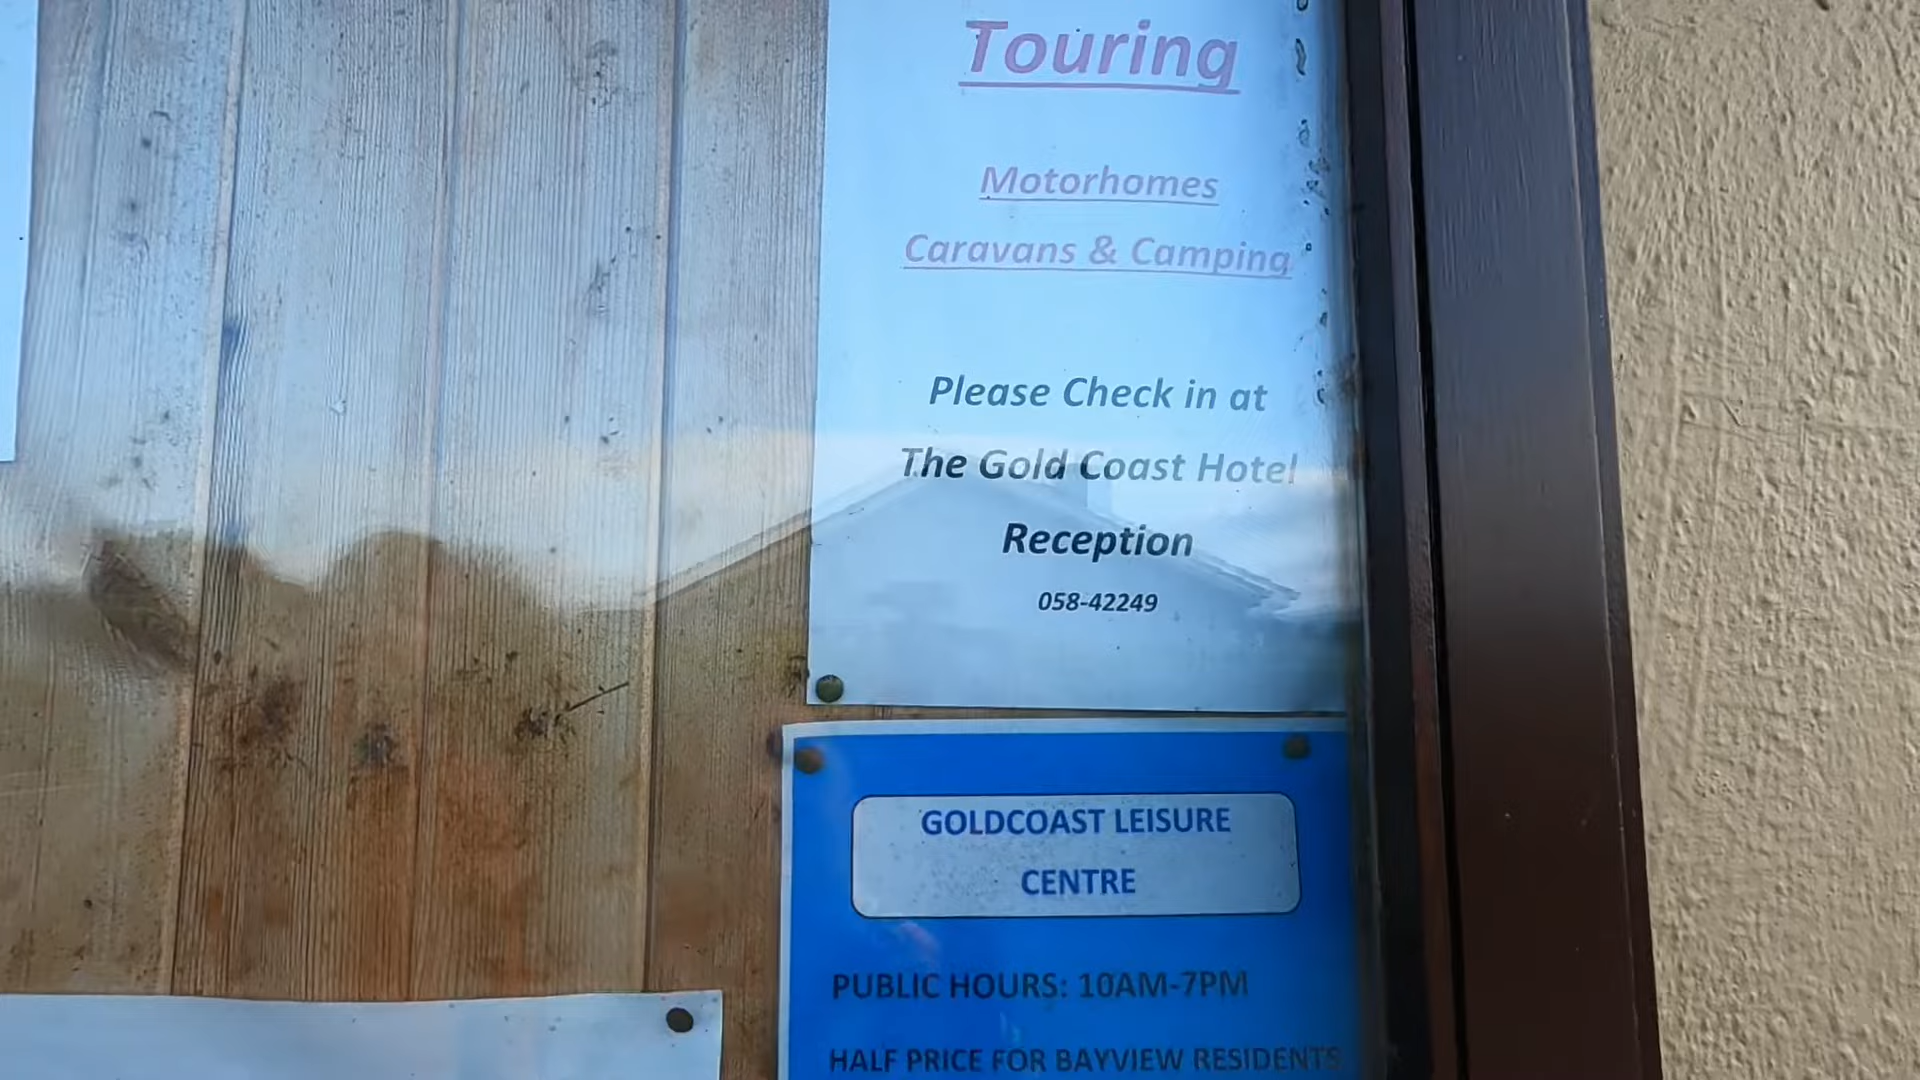 Touring
Motorhomes
Caravans & Camping
Please Check in at
The Gold Coast Hotel
Reception
058-42249
GOLDCOAST LEISURE
CENTRE
PUBLIC HOURS: 10AM-7PM
HALF PRICE FOR BAYVIEW RESIDENTS